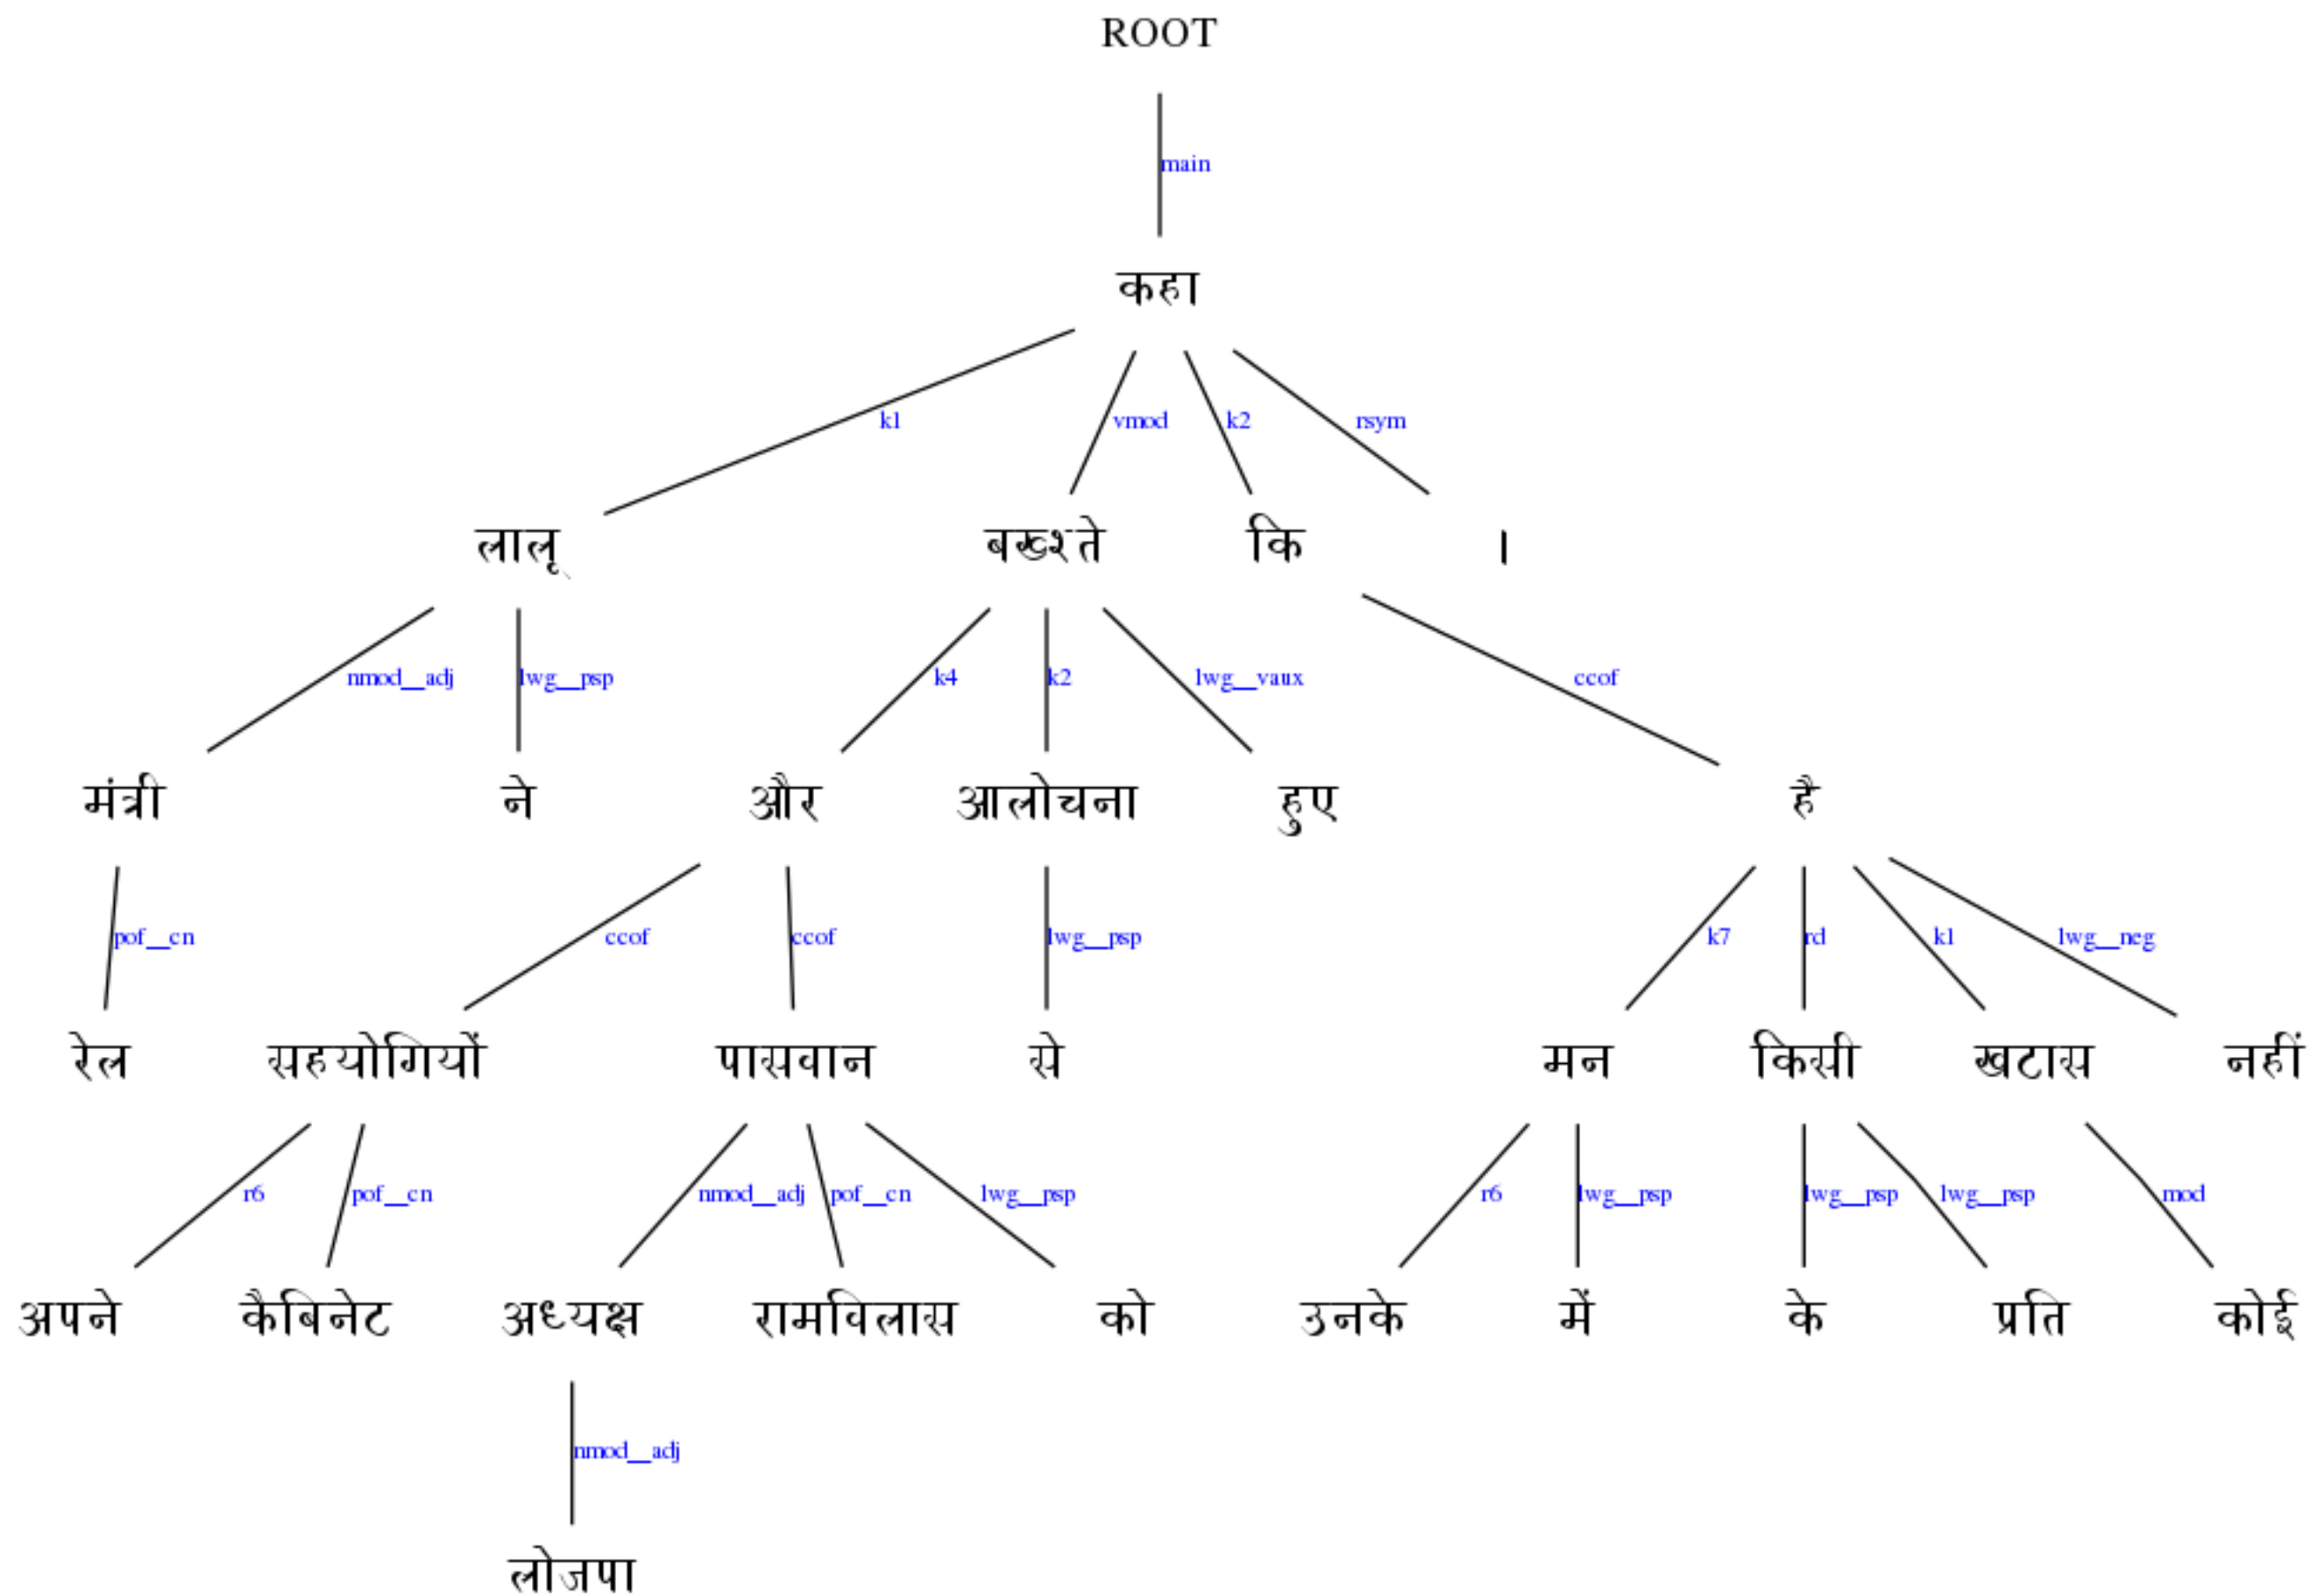 ROOT
main
कहा
k1 vmod k2 rsym
लालू बख्श्ते कि ।
nmod__adj lwg__psp k4 k2 lwg__vaux ccof
मंत्री ने और आलोचना हुए है
pof__cn ccof ccof lwg__psp k7 rd k1 lwg__neg
रेल सहयोगियों पासवान से मन किसी खटास नहीं
r6 pof__cn nmod__adj pof__cn lwg__psp r6 lwg__psp lwg__psp lwg__psp mod
अपने कैबिनेट अध्यक्ष रामविलास को उनके में के प्रति कोई
nmod__adj
लोजपा